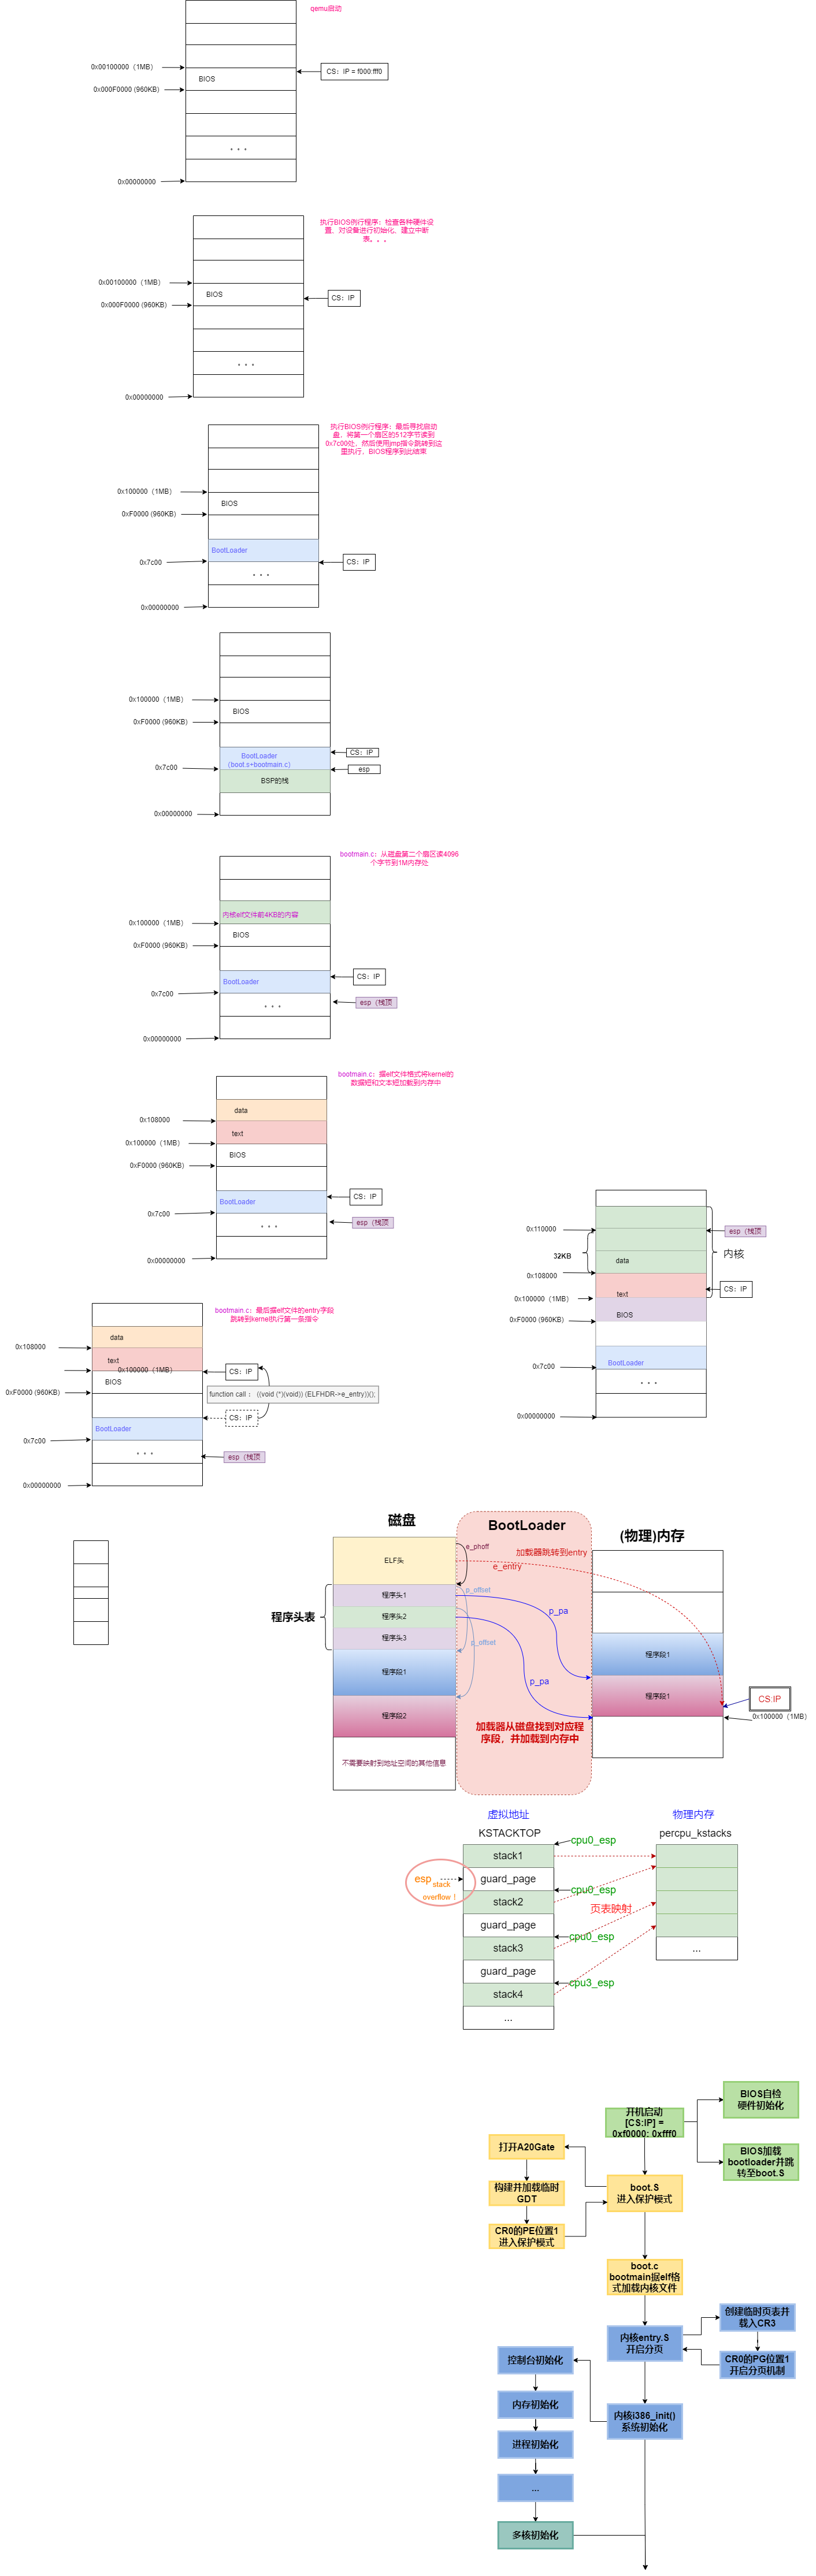 qemu启动
0x00100000（1MB）
CS：IP = f000:fff0
BIOS
0x000F0000 (960KB)
。。。
0x00000000
执行BIOS例行程序：检查各种硬件设
置、对设备进行初始化、建立中断
表。。。
0x00100000（1MB）
BIOS
CS：IP
0x000F0000 (960KB)
。。。
0x00000000
执行BIOS例行程序：最后寻找启动
盘，将第一个扇区的512字节读到
0x7c00处，然后使用jmp指令跳转到这
里执行，BIOS程序到此结束
0x100000（1MB）
BIOS
0xF0000 (960KB)
BootLoader
0x7c00
CS：IP
。。。
0x00000000
0x100000（1MB）
BIOS
0xF0000 (960KB)
BootLoader
（boot.s+bootmain.c）
CS：IP
0x7c00
esp
BSP的栈
0x00000000
bootmain.c：从磁盘第二个扇区读4096
个字节到1M内存处
内核elf文件前4KB的内容
0x100000（1MB）
BIOS
0xF0000 (960KB)
BootLoader
CS：IP
0x7c00
esp（栈顶
。。。
0x00000000
bootmain.c：据elf文件格式将kernel的
数据短和文本短加载到内存中
data
0x108000
text
0x100000（1MB）
BIOS
0xF0000 (960KB)
BootLoader
CS：IP
0x7c00
esp（栈顶
。。。
0x00000000
0x110000
esp（栈顶
32KB
内核
data
0x108000
CS：IP
text
0x100000（1MB）
BIOS
0xF0000 (960KB)
BootLoader
0x7c00
。。。
0x00000000
bootmain.c：最后据elf文件的entry字段
跳转到kernel执行第一条指令
data
0x108000
text
0x100000（1MB）
CS：IP
BIOS
0xF0000 (960KB)
function call： ((void (*)(void)) (ELFHDR->e_entry))();
CS：IP
BootLoader
0x7c00
。。。
esp（栈顶
0x00000000
磁盘
BootLoader
(物理)内存
ELF头
e_phoff
加载器跳转到entry
e_entry
程序头表
程序头1
p_offset
程序头2
p_pa
程序头3
p_offset
程序段1
程序段1
p_pa
程序段2
程序段1
CS:IP
0x100000（1MB）
加载器从磁盘找到对应程
序段，并加载到内存中
不需要映射到地址空间的其他信息
虚拟地址
物理内存
KSTACKTOP
percpu_kstacks
cpu0_esp
stack1
esp
stack
overflow！
guard_page
cpu0_esp
stack2
页表映射
guard_page
cpu0_esp
stack3
...
guard_page
cpu3_esp
stack4
...
BIOS自检
硬件初始化
开机启动
[CS:IP] =
0xf0000: 0xfff0
打开A20Gate
BIOS加载
bootloader并跳
转至boot.S
构建并加载临时
GDT
boot.S
进入保护模式
CR0的PE位置1
进入保护模式
boot.c
bootmain据elf格
式加载内核文件
创建临时页表并
载入CR3
内核entry.S
开启分页
控制台初始化
CR0的PG位置1
开启分页机制
内存初始化
内核i386_init()
系统初始化
进程初始化
...
多核初始化